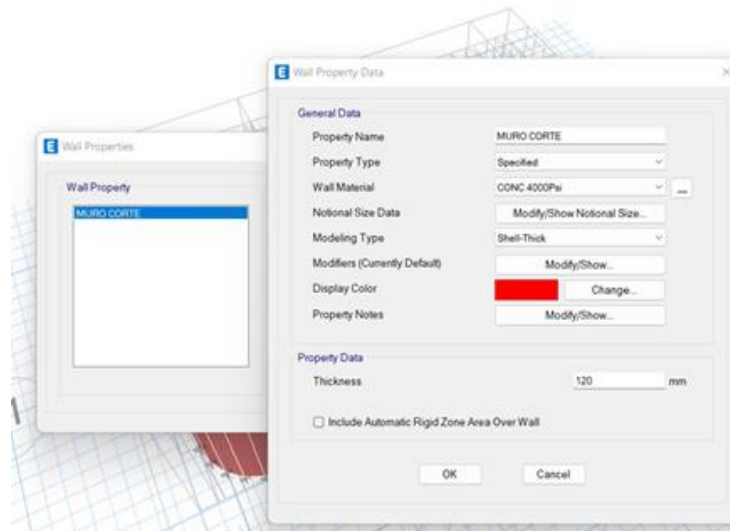 E Wall Properties
Wall Property
MURO CORTE
E Wall Property Data
General Data
Property Name MURO CORTE
Property Type Specified
Wall Material CONC 4000Psi ...
Notional Size Data Modify/Show Notional Size...
Modeling Type Shell-Thick
Modifiers (Currently Default) Modify/Show...
Display Color Change...
Property Notes Modify/Show...
Property Data
Thickness 120 mm
Include Automatic Rigid Zone Area Over Wall
OK Cancel